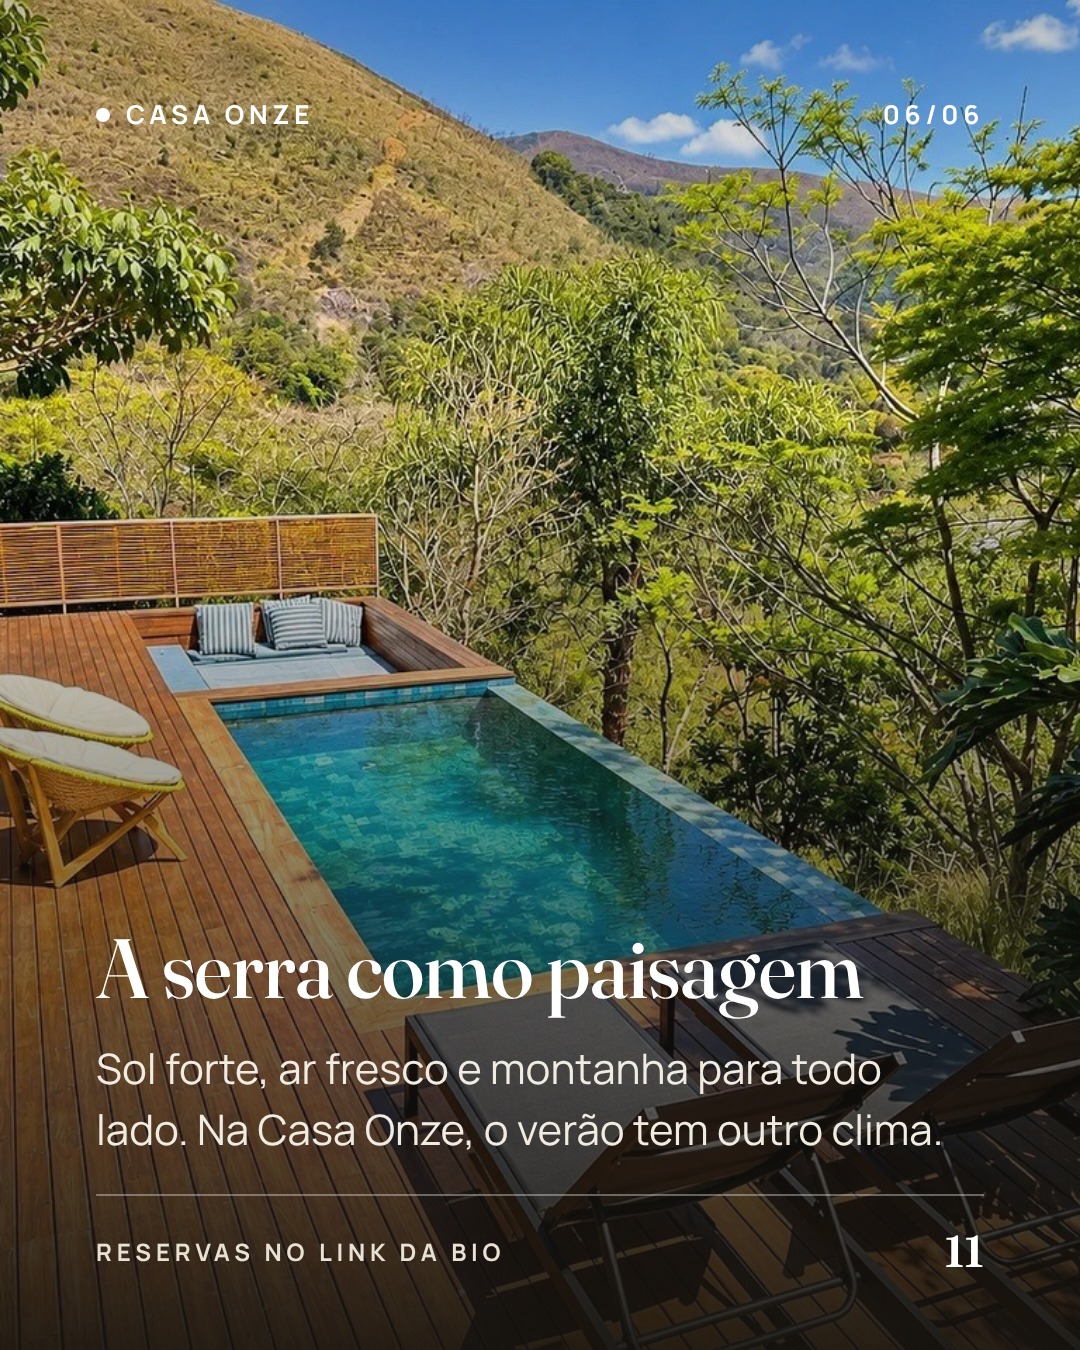 CASA ONZE
06/06
A serra como paisagem
Sol forte, ar fresco e montanha para todo
lado. Na Casa Onze, o verão tem outro clima.
RESERVAS NO LINK DA BIO
11